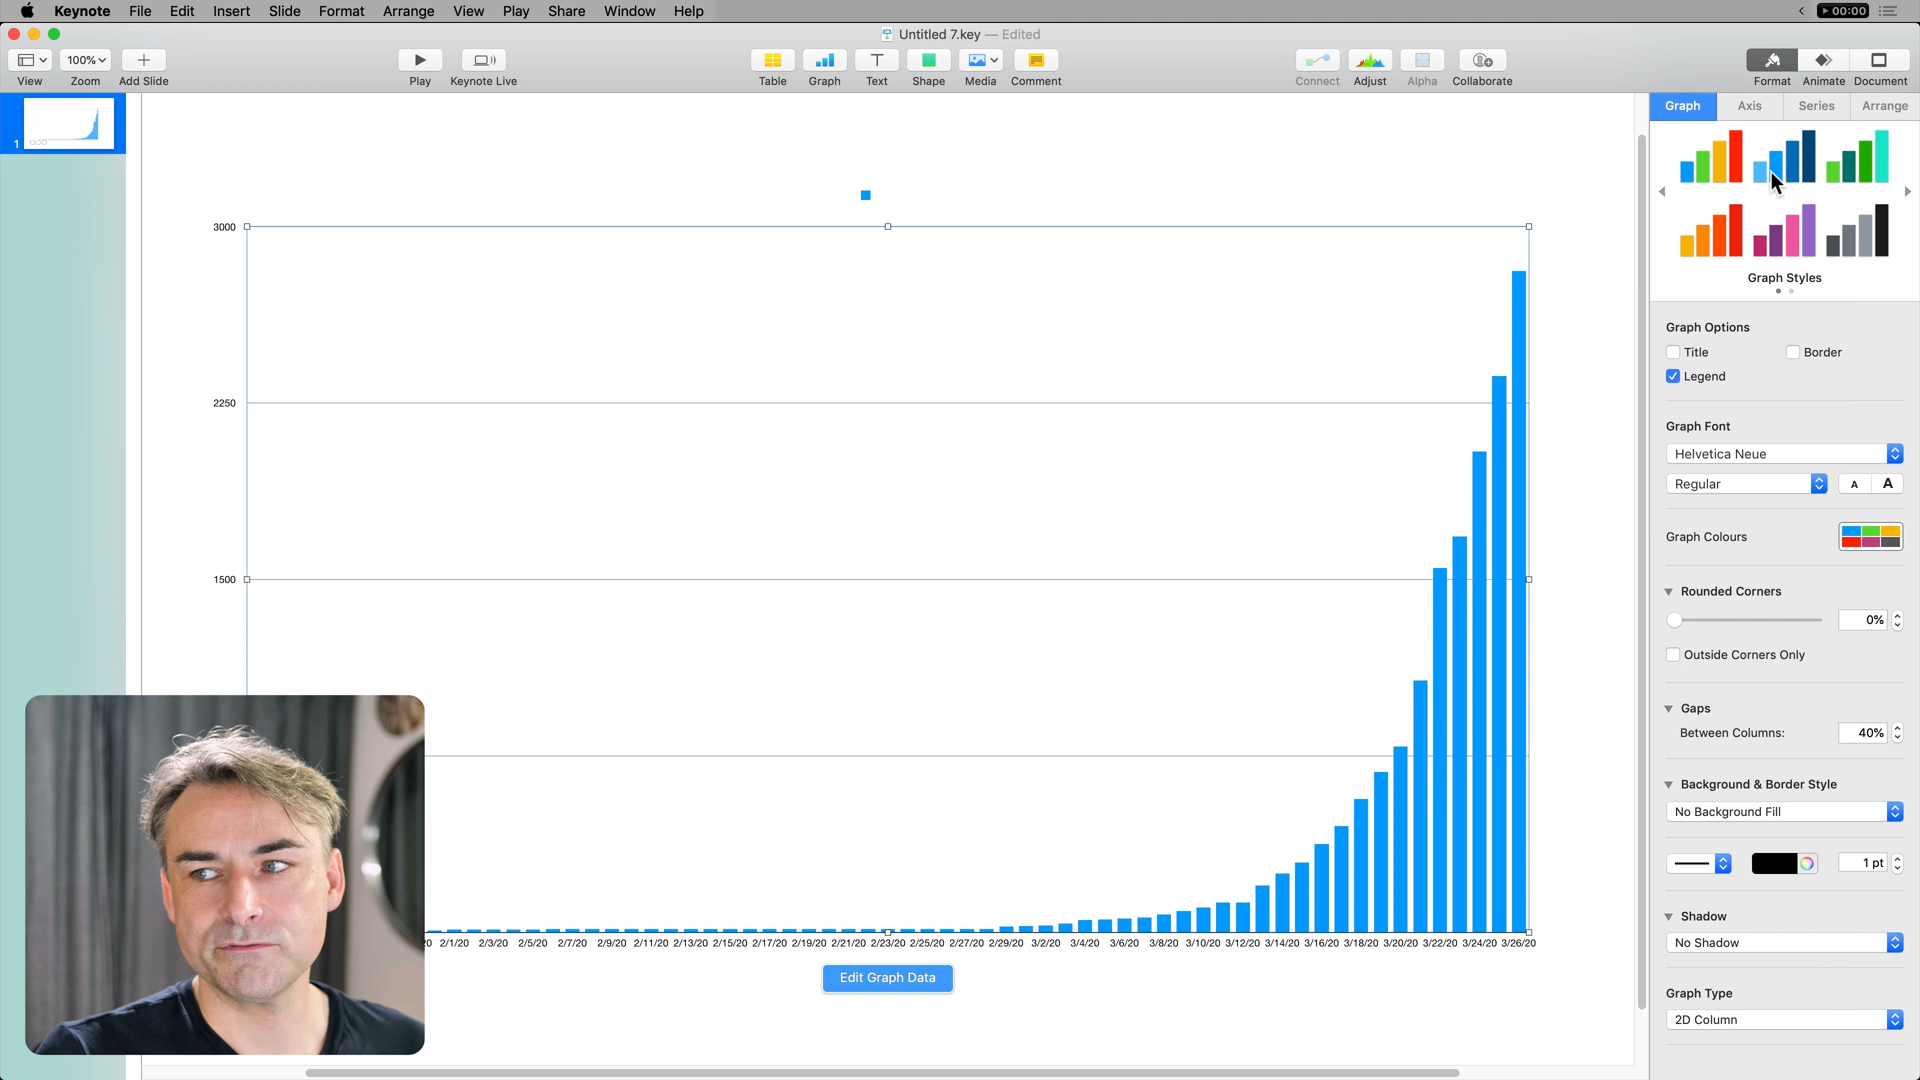 Keynote File Edit Insert Slide Format Arrange View Play Share Window Help 00:00
Untitled 7.key — Edited
100%
View Zoom Add Slide Play Keynote Live Table Graph Text Shape Media Comment Connect Adjust Alpha Collaborate Format Animate Document
Graph Axis Series Arrange
1
Graph Styles
Graph Options
Title Border
Legend
Graph Font
Helvetica Neue
Regular A A
Graph Colours
Rounded Corners
0%
Outside Corners Only
Gaps
Between Columns: 40%
Background & Border Style
No Background Fill
1 pt
Shadow
No Shadow
Graph Type
2D Column
3000
2250
1500
20 2/1/20 2/3/20 2/5/20 2/7/20 2/9/20 2/11/20 2/13/20 2/15/20 2/17/20 2/19/20 2/21/20 2/23/20 2/25/20 2/27/20 2/29/20 3/2/20 3/4/20 3/6/20 3/8/20 3/10/20 3/12/20 3/14/20 3/16/20 3/18/20 3/20/20 3/22/20 3/24/20 3/26/20
Edit Graph Data